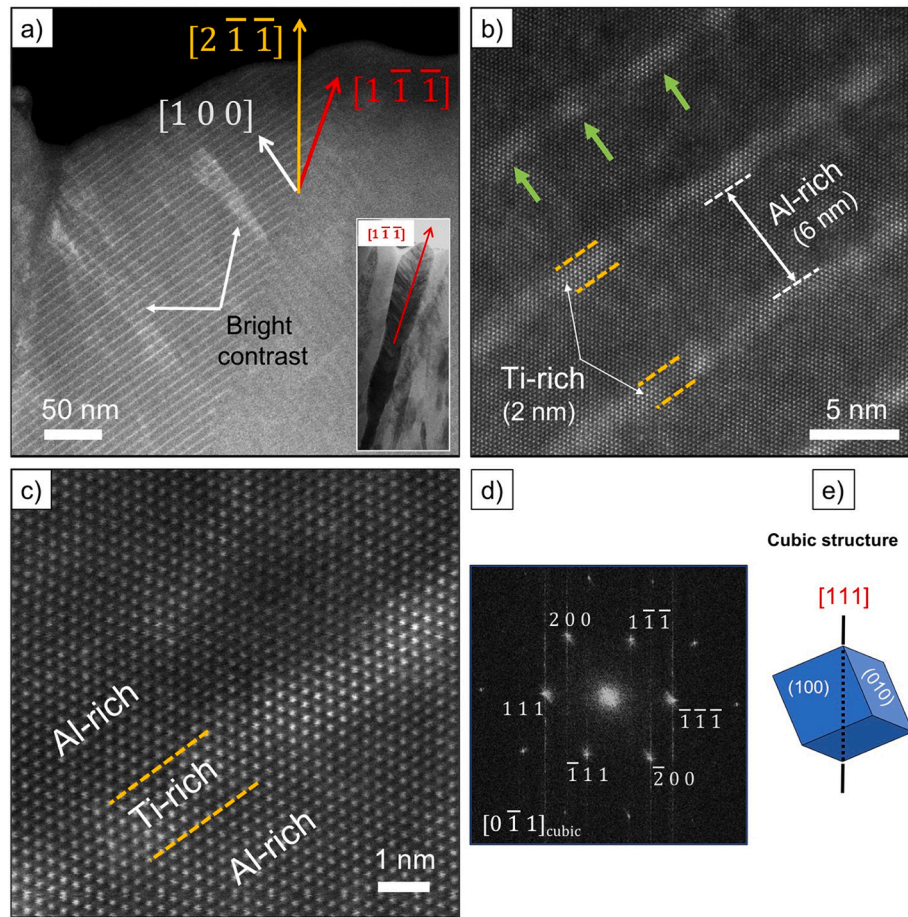 a)
[2 1̅ 1̅]
[1 1̅ 1̅]
[1 0 0]
[1 1̅ 1̅]
Bright
contrast
50 nm
b)
Al-rich
(6 nm)
Ti-rich
(2 nm)
5 nm
c)
Al-rich
Ti-rich
Al-rich
1 nm
d)
2 0 0
1 1̅ 1̅
1 1 1
1̅ 1̅ 1̅
1̅ 1 1
2̅ 0 0
[0 1̅ 1]cubic
e)
Cubic structure
[111]
(100)
(010)